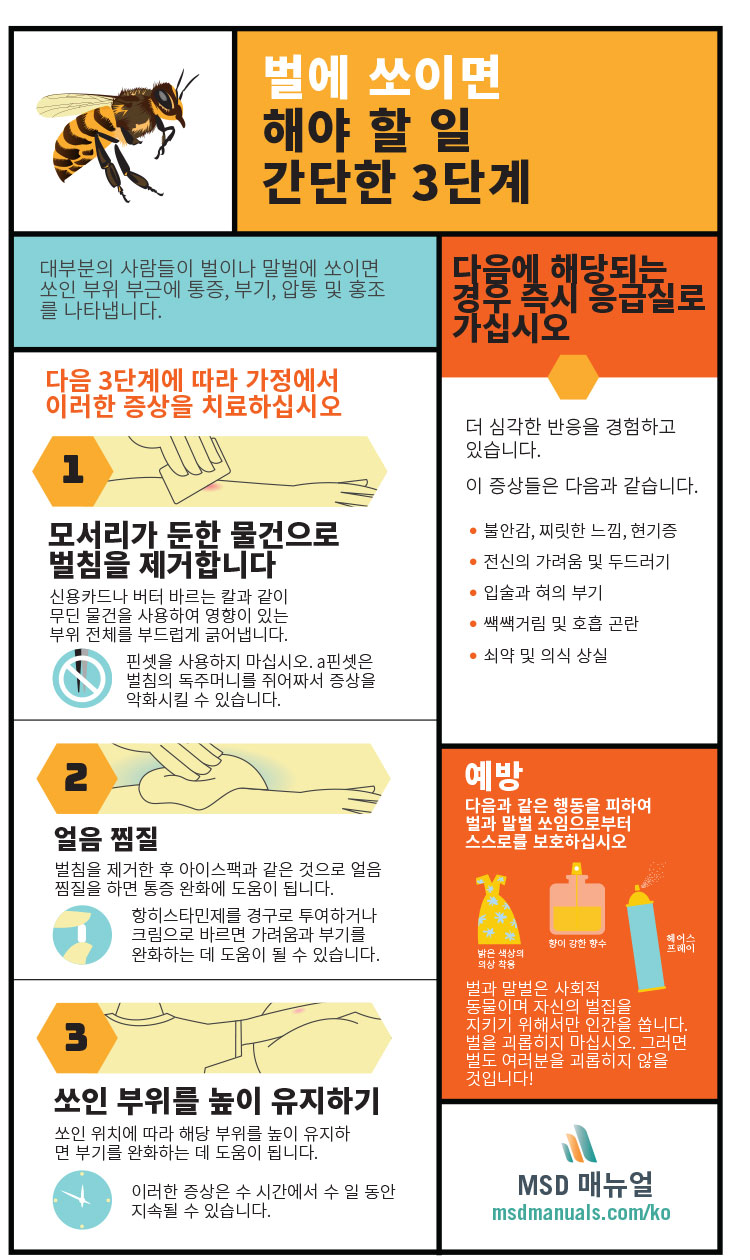 벌에 쏘이면
해야 할 일
간단한 3단계
대부분의 사람들이 벌이나 말벌에 쏘이면
쏘인 부위 부근에 통증, 부기, 압통 및 홍조
를 나타냅니다.
다음 3단계에 따라 가정에서
이러한 증상을 치료하십시오
1
모서리가 둔한 물건으로
벌침을 제거합니다
신용카드나 버터 바르는 칼과 같이
무딘 물건을 사용하여 영향이 있는
부위 전체를 부드럽게 긁어냅니다.
핀셋을 사용하지 마십시오. a핀셋은
벌침의 독주머니를 쥐어짜서 증상을
악화시킬 수 있습니다.
2
얼음 찜질
벌침을 제거한 후 아이스팩과 같은 것으로 얼음
찜질을 하면 통증 완화에 도움이 됩니다.
항히스타민제를 경구로 투여하거나
크림으로 바르면 가려움과 부기를
완화하는 데 도움이 될 수 있습니다.
3
쏘인 부위를 높이 유지하기
쏘인 위치에 따라 해당 부위를 높이 유지하
면 부기를 완화하는 데 도움이 됩니다.
이러한 증상은 수 시간에서 수 일 동안
지속될 수 있습니다.
다음에 해당되는
경우 즉시 응급실로
가십시오
더 심각한 반응을 경험하고
있습니다.
이 증상들은 다음과 같습니다.
• 불안감, 찌릿한 느낌, 현기증
• 전신의 가려움 및 두드러기
• 입술과 혀의 부기
• 쌕쌕거림 및 호흡 곤란
• 쇠약 및 의식 상실
예방
다음과 같은 행동을 피하여
벌과 말벌 쏘임으로부터
스스로를 보호하십시오
밝은 색상의
의상 착용
향이 강한 향수
헤어스
프레이
벌과 말벌은 사회적
동물이며 자신의 벌집을
지키기 위해서만 인간을 쏩니다.
벌을 괴롭히지 마십시오. 그러면
벌도 여러분을 괴롭히지 않을
것입니다!
MSD 매뉴얼
msdmanuals.com/ko